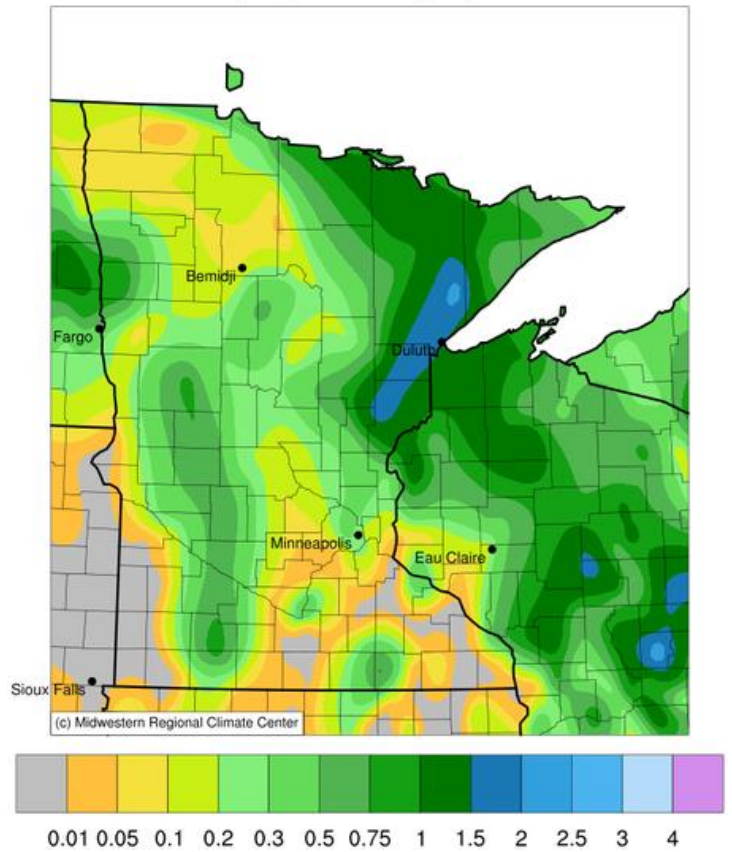 Bemidji
Fargo
Duluth
Minneapolis
Eau Claire
Sioux Falls
(c) Midwestern Regional Climate Center
0.01 0.05 0.1 0.2 0.3 0.5 0.75 1 1.5 2 2.5 3 4